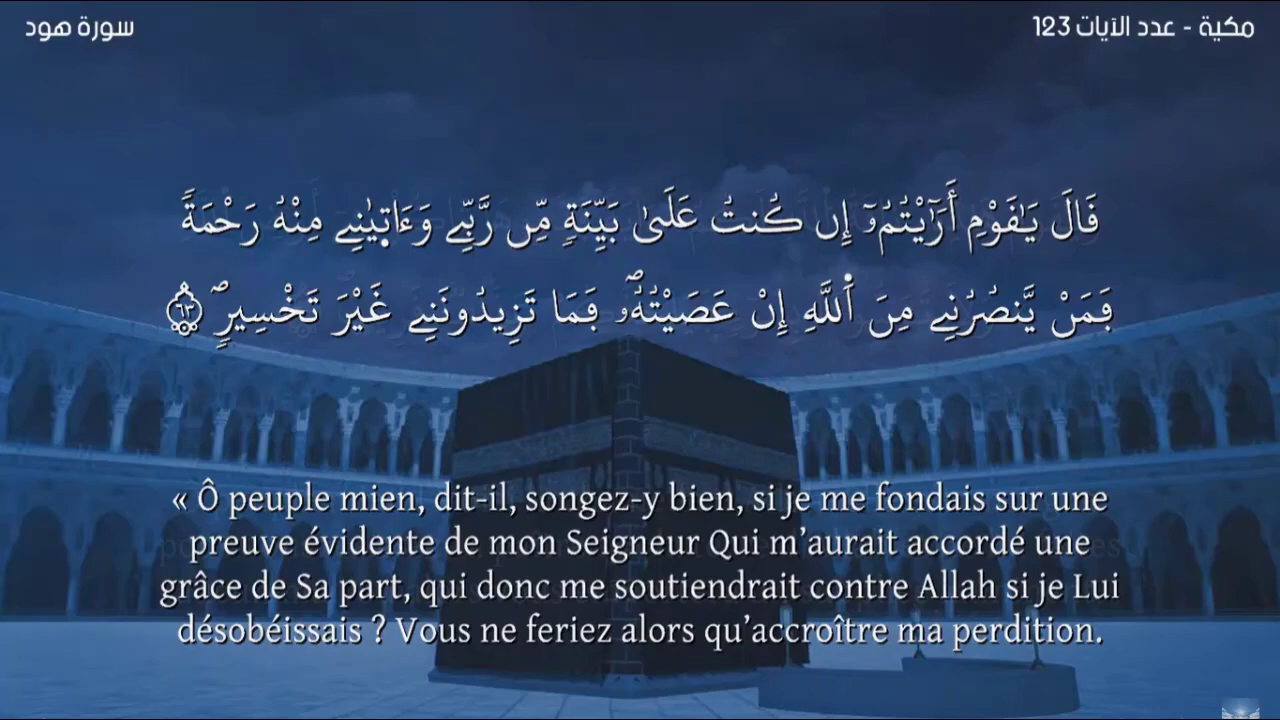 سورة هود
مكية - عدد الآيات 123
قَالَ يَٰقَوْمِ أَرَٰٓيْتُمُۥٓ إِن كُنتُ عَلَىٰ بَيِّنَةٖ مِّن رَّبِّے وَءَاتٜيٰنِے مِنْهُ رَحْمَةٗ
فَمَنْ يَّنصُرُنِے مِنَ اَ۬للَّهِ إِنْ عَصَيْتُهُۥۖ فَمَا تَزِيدُونَنِے غَيْرَ تَخْسِيرٖۖ ٦٣
« Ô peuple mien, dit-il, songez-y bien, si je me fondais sur une
preuve évidente de mon Seigneur Qui m’aurait accordé une
grâce de Sa part, qui donc me soutiendrait contre Allah si je Lui
désobéissais ? Vous ne feriez alors qu’accroître ma perdition.